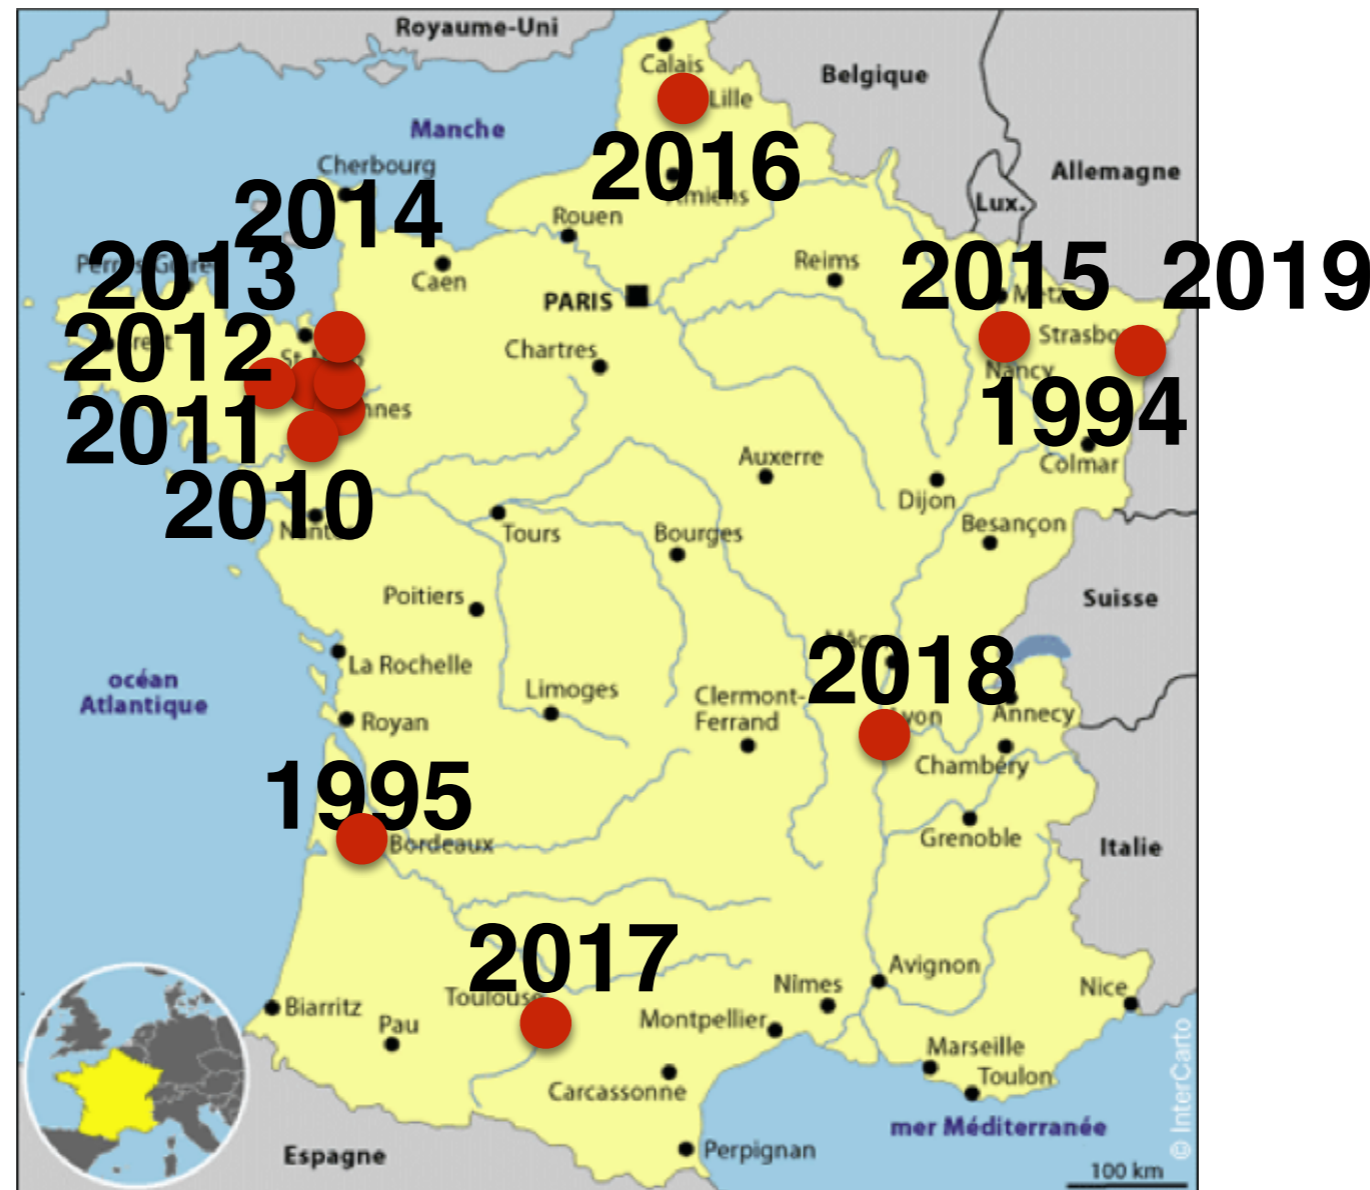 Royaume-Uni
Calais
Belgique
Lille
Manche
Cherbourg
2016
Allemagne
2014
Lux.
Rouen
2013
2015
2019
Reims
Caen
Metz
PARIS
2012
Strasbo
Chartres
Nancy
1994
2011
nnes
Auxerre
Colmar
2010
Dijon
Tours
Bourges
Besançon
Poitiers
Suisse
2018
La Rochelle
océan
Atlantique
Limoges
Clermont-
Ferrand
Royan
Lyon
Annecy
Chambéry
1995
Grenoble
Bordeaux
Italie
2017
Avignon
Toulouse
Nîmes
Nice
Biarritz
Pau
Montpellier
Marseille
Toulon
Carcassonne
mer Méditerranée
Espagne
Perpignan
100 km
© InterCarto